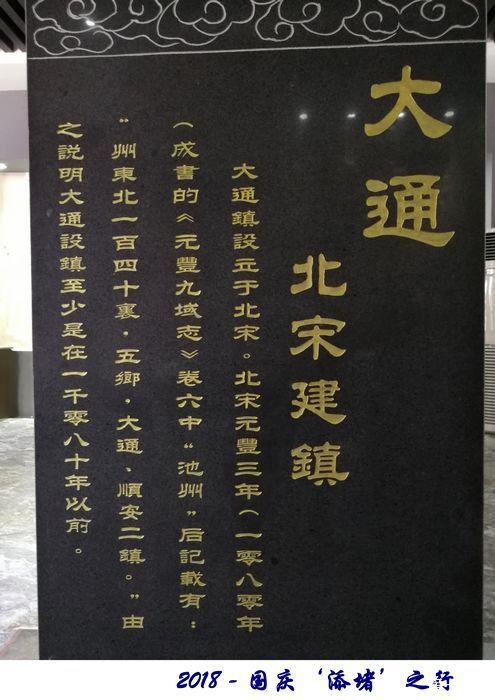 大通
北宋建鎮
大通鎮設立于北宋。北宋元豐三年（一零八零年
（成書的《元豐九域志》卷六中“池州”后記載有：
“州東北一百四十裏，五鄉，大通、順安二鎮。”由
之説明大通設鎮至少是在一千零八十年以前。
2018 - 国庆‘添堵’之行